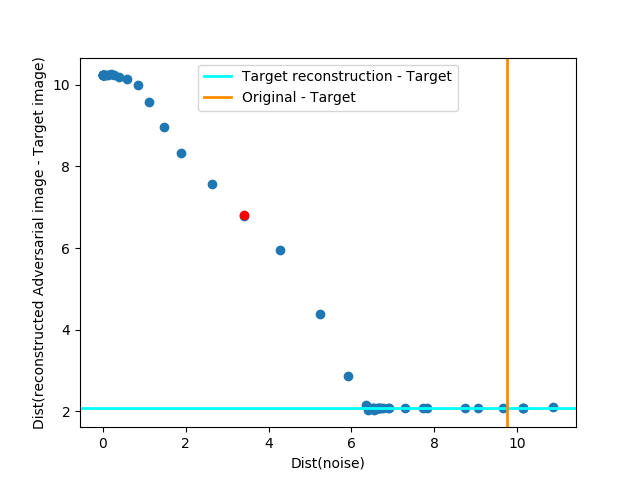 Target reconstruction - Target
Original - Target
Dist(reconstructed Adversarial image - Target image)
10
8
6
4
2
0 2 4 6 8 10
Dist(noise)